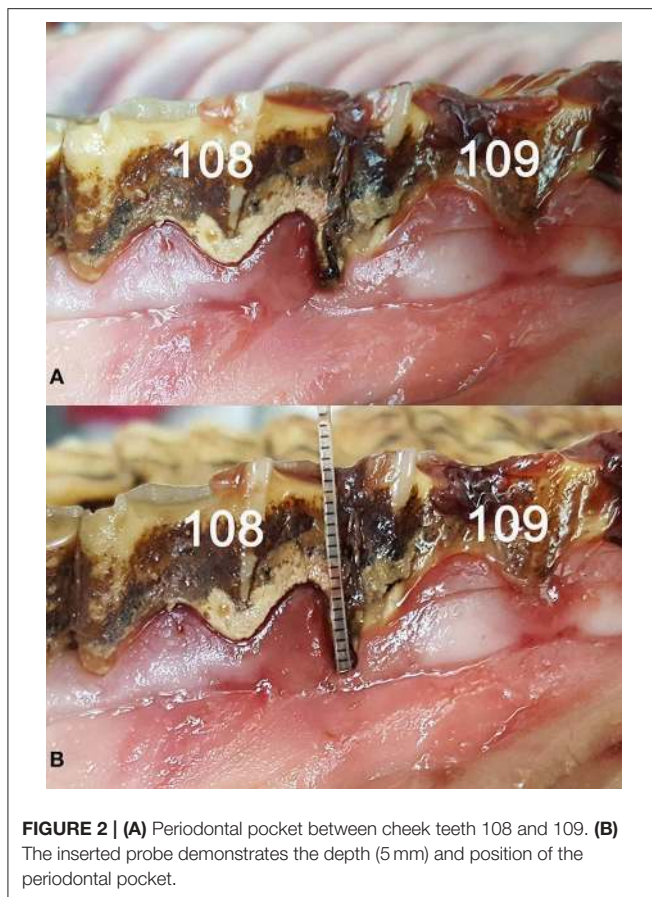 108
109
A
108
109
B
FIGURE 2 | (A) Periodontal pocket between cheek teeth 108 and 109. (B)
The inserted probe demonstrates the depth (5 mm) and position of the
periodontal pocket.